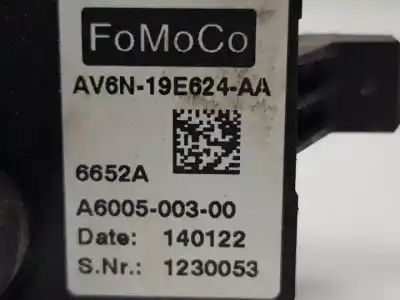 FoMoCo
AV6N-19E624-AA
6652A
A6005-003-00
Date: 140122
S.Nr.: 1230053